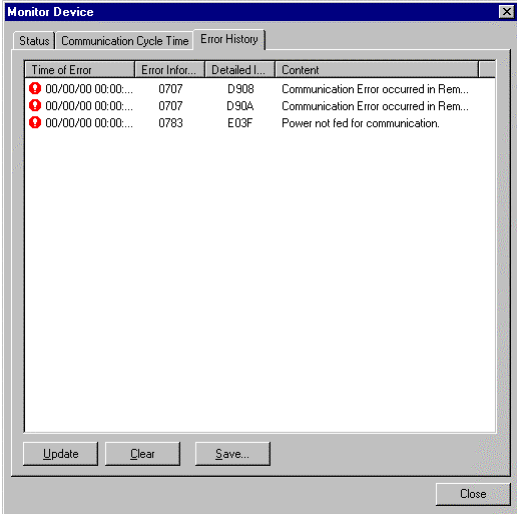 Monitor Device
Status Communication Cycle Time Error History
Time of Error Error Infor... Detailed I... Content
00/00/00 00:00:... 0707 D908 Communication Error occurred in Rem...
00/00/00 00:00:... 0707 D90A Communication Error occurred in Rem...
00/00/00 00:00:... 0783 E03F Power not fed for communication.
Update Clear Save...
Close